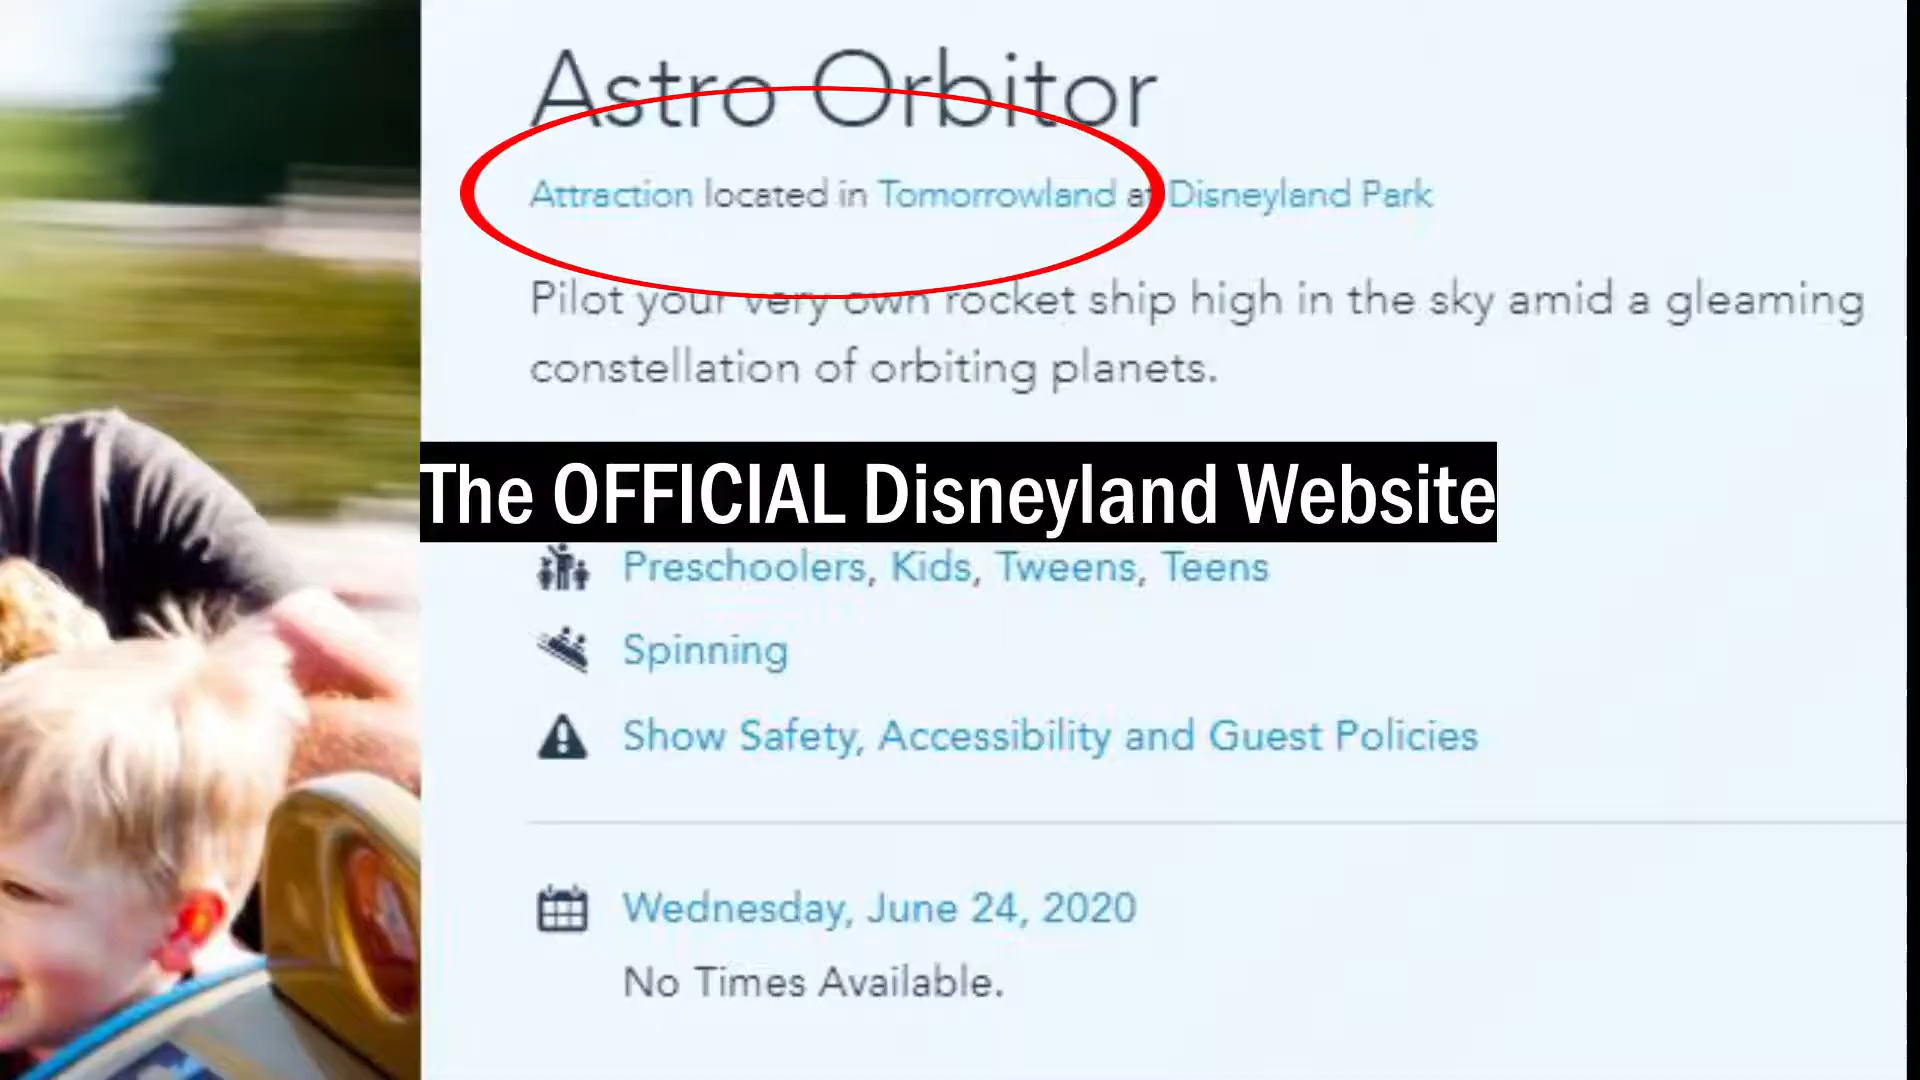 Astro Orbitor
Attraction located in Tomorrowland at Disneyland Park
Pilot your very own rocket ship high in the sky amid a gleaming
constellation of orbiting planets.
The OFFICIAL Disneyland Website
Preschoolers, Kids, Tweens, Teens
Spinning
Show Safety, Accessibility and Guest Policies
Wednesday, June 24, 2020
No Times Available.